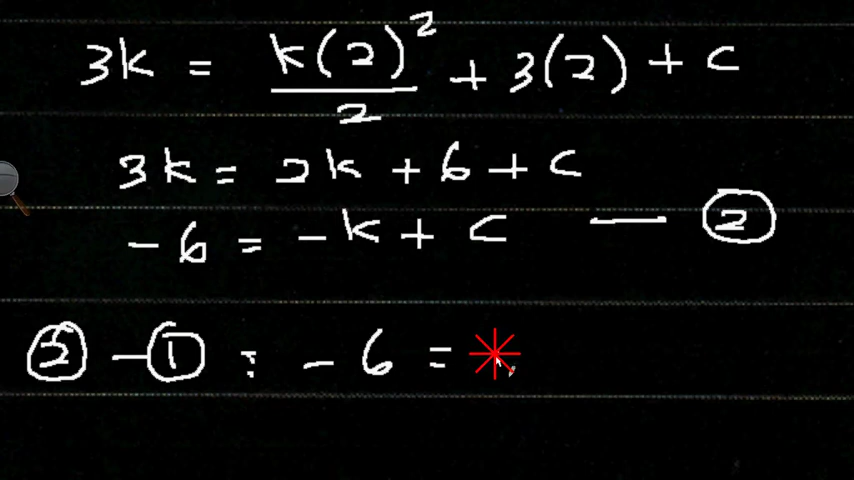 3k = k(2)²/2 + 3(2) + c
3k = 2k + 6 + c
-6 = -k + c — ②
② - ① : - 6 =